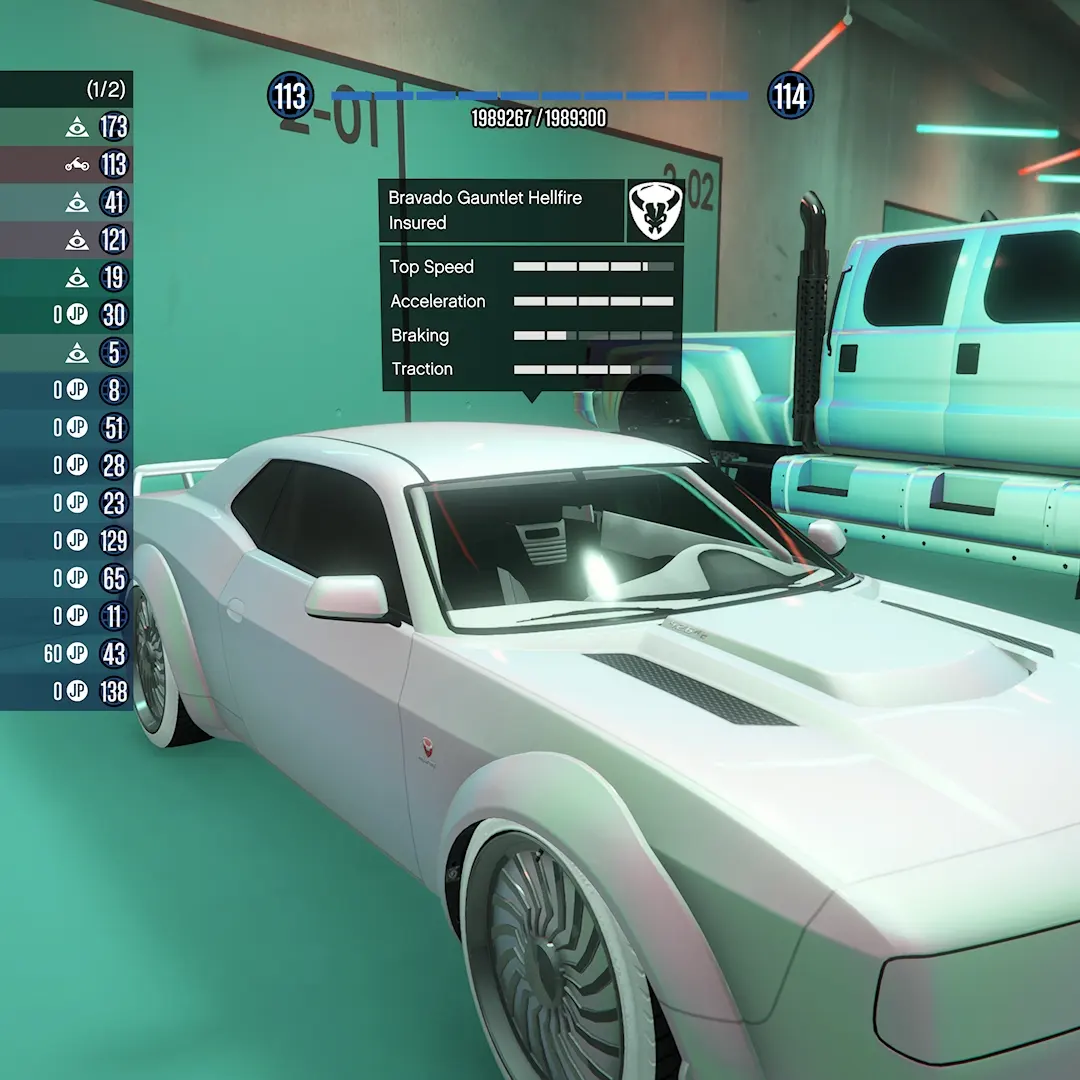 (1/2)
173
113
41
121
19
0 JP 30
5
0 JP 8
0 JP 51
0 JP 28
0 JP 23
0 JP 129
0 JP 65
0 JP 11
60 JP 43
0 JP 138
113
114
1989267/1989300
2-01
2-02
Bravado Gauntlet Hellfire
Insured
Top Speed
Acceleration
Braking
Traction